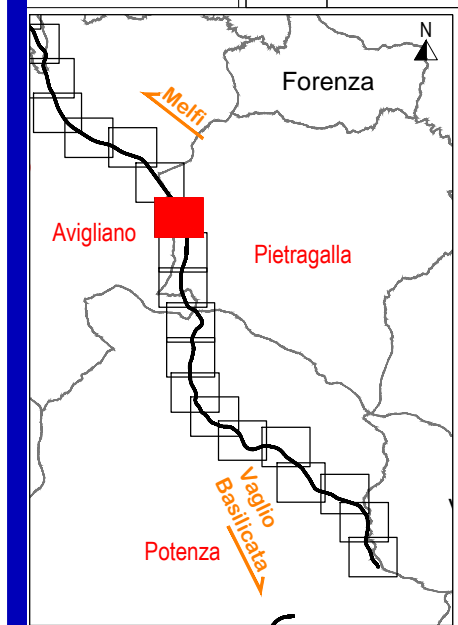 N
Forenza
Melfi
Avigliano
Pietragalla
Vaglio
Basilicata
Potenza